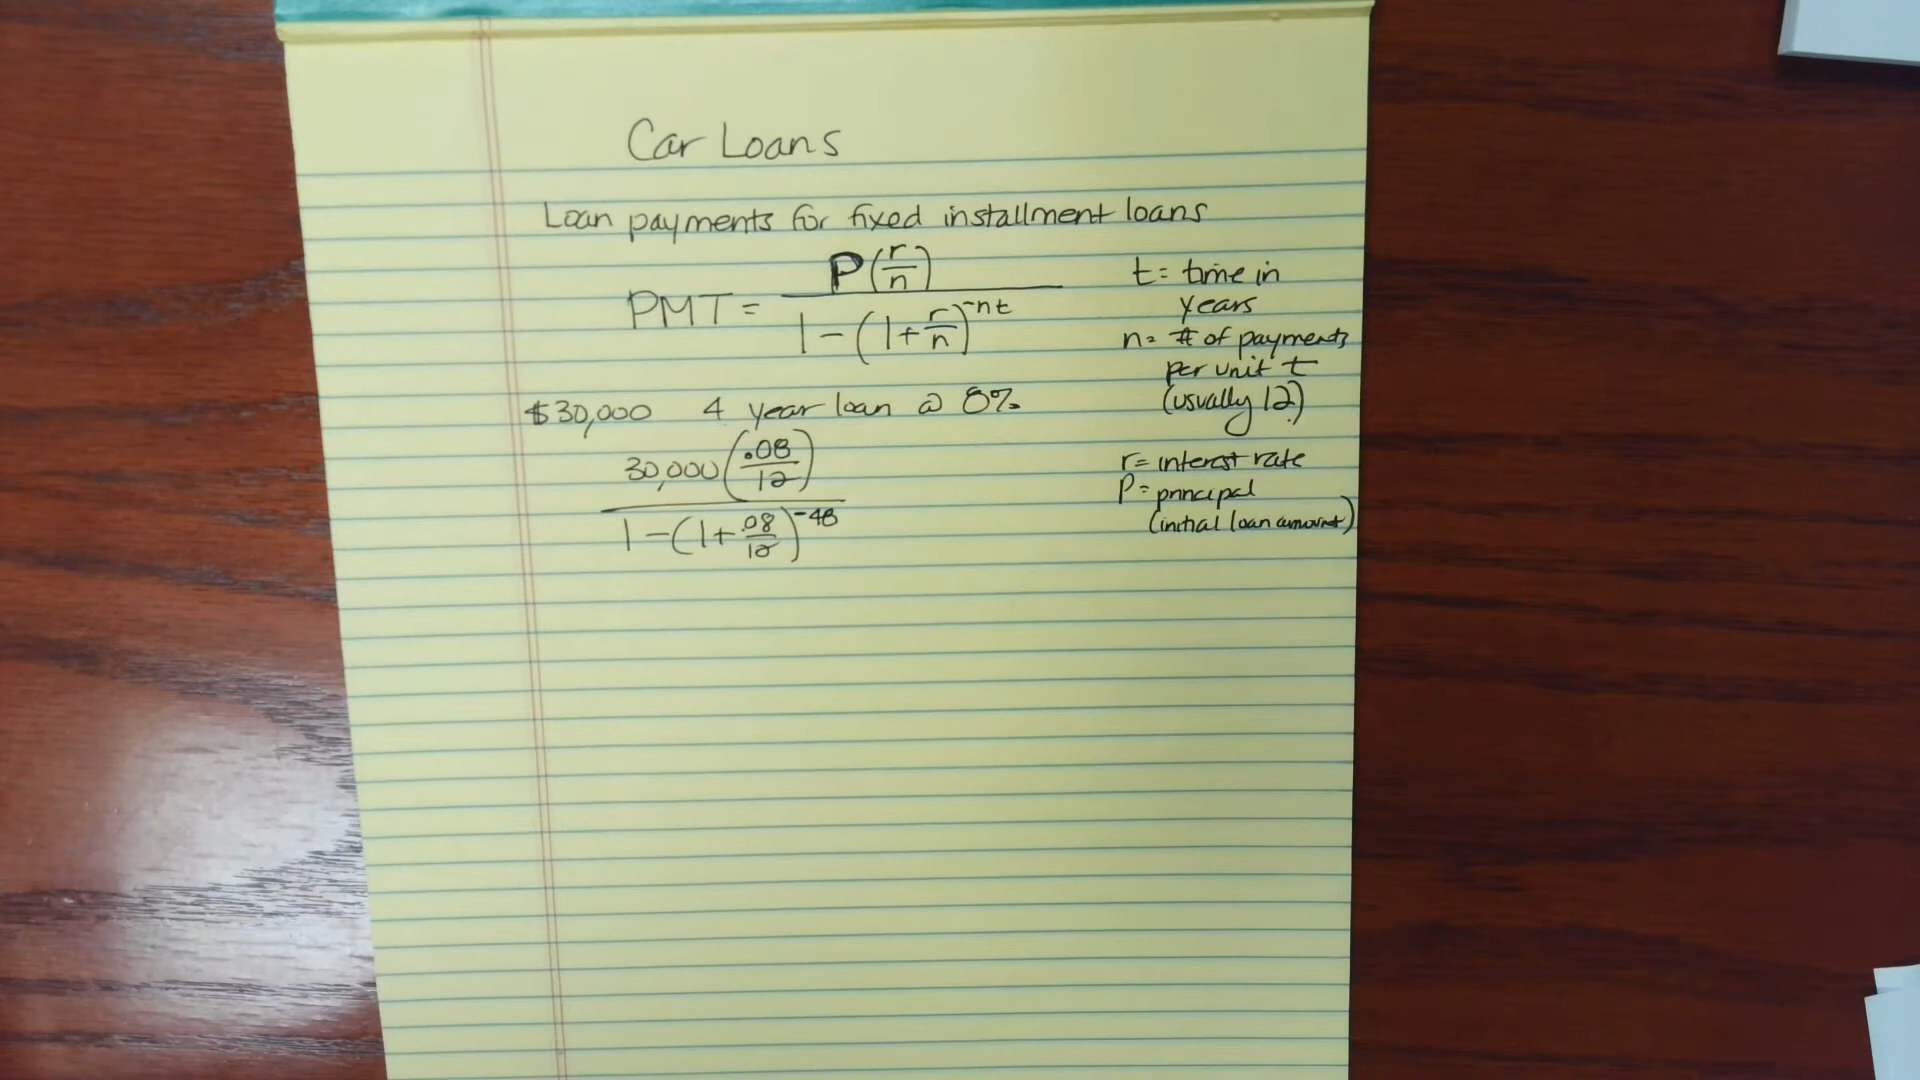 Car Loans
Loan payments for fixed installment loans
PMT = P(r/n) / 1-(1+r/n)^-nt
t = time in
years
n = # of payments
per unit t
(usually 12)
$30,000 4 year loan @ 8%
30,000(.08/12) / 1-(1+.08/12)^-48
r = interest rate
P = principal
(initial loan amount)